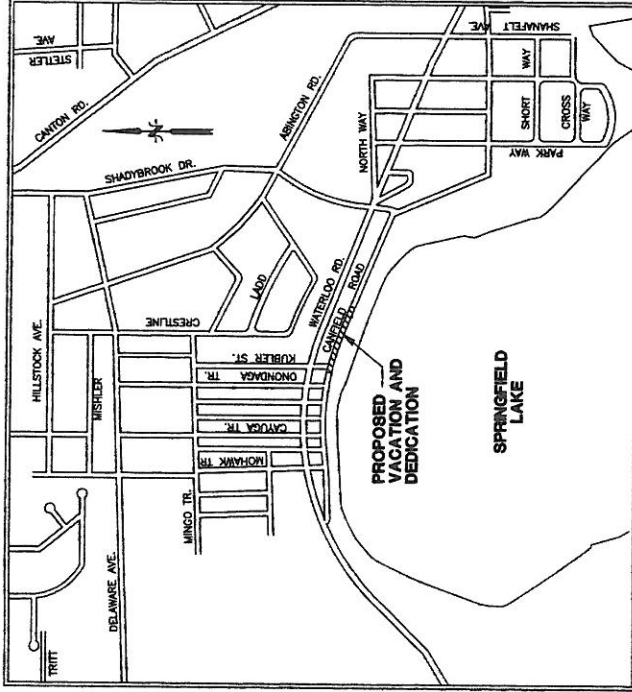 STETLER
AVE.
CANTON RD.
N
SHADYBROOK DR.
ABINGTON RD.
SHANAFELT
AVE.
NORTH WAY
SHORT
WAY
CROSS
WAY
PARK WAY
HILLSTOCK AVE.
MISHLER
CRESTLINE
LADD
WATERLOO RD.
CANFIELD ROAD
KUBLER ST.
ONONDAGA TR.
CAYUGA TR.
MOHAWK TR
MINGO TR.
DELAWARE AVE.
TRITT
PROPOSED
VACATION AND
DEDICATION
SPRINGFIELD
LAKE